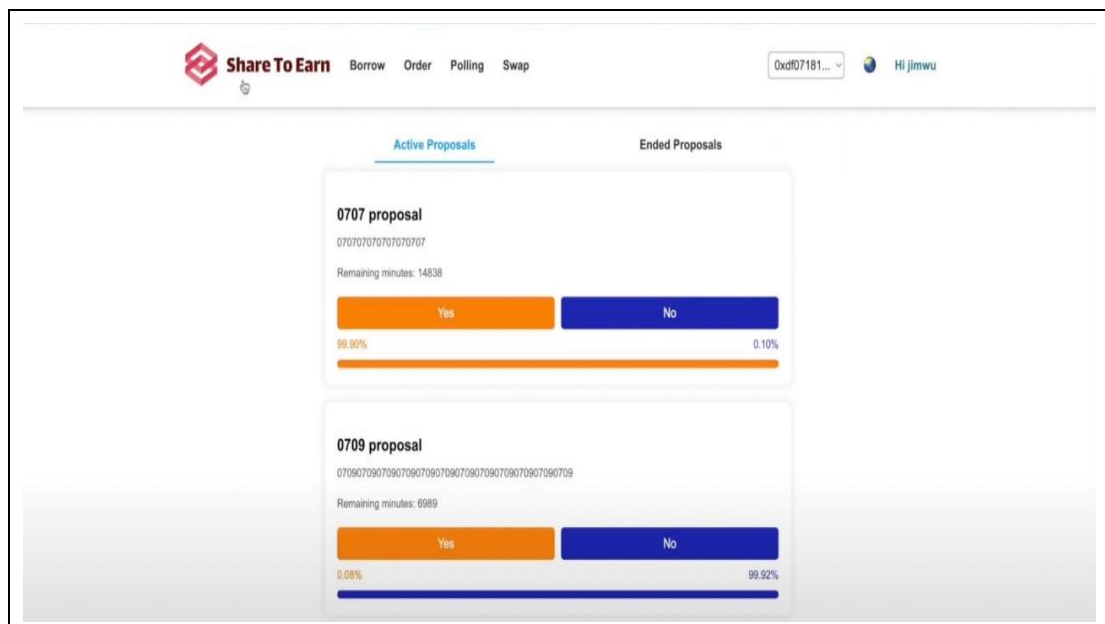 Share To Earn Borrow Order Polling Swap 0xdf07181... Hi jimwu
Active Proposals Ended Proposals
0707 proposal
070707070707070707
Remaining minutes: 14838
Yes No
99.90% 0.10%
0709 proposal
070907090709070907090709070907090709070907090709
Remaining minutes: 6989
Yes No
0.08% 99.92%